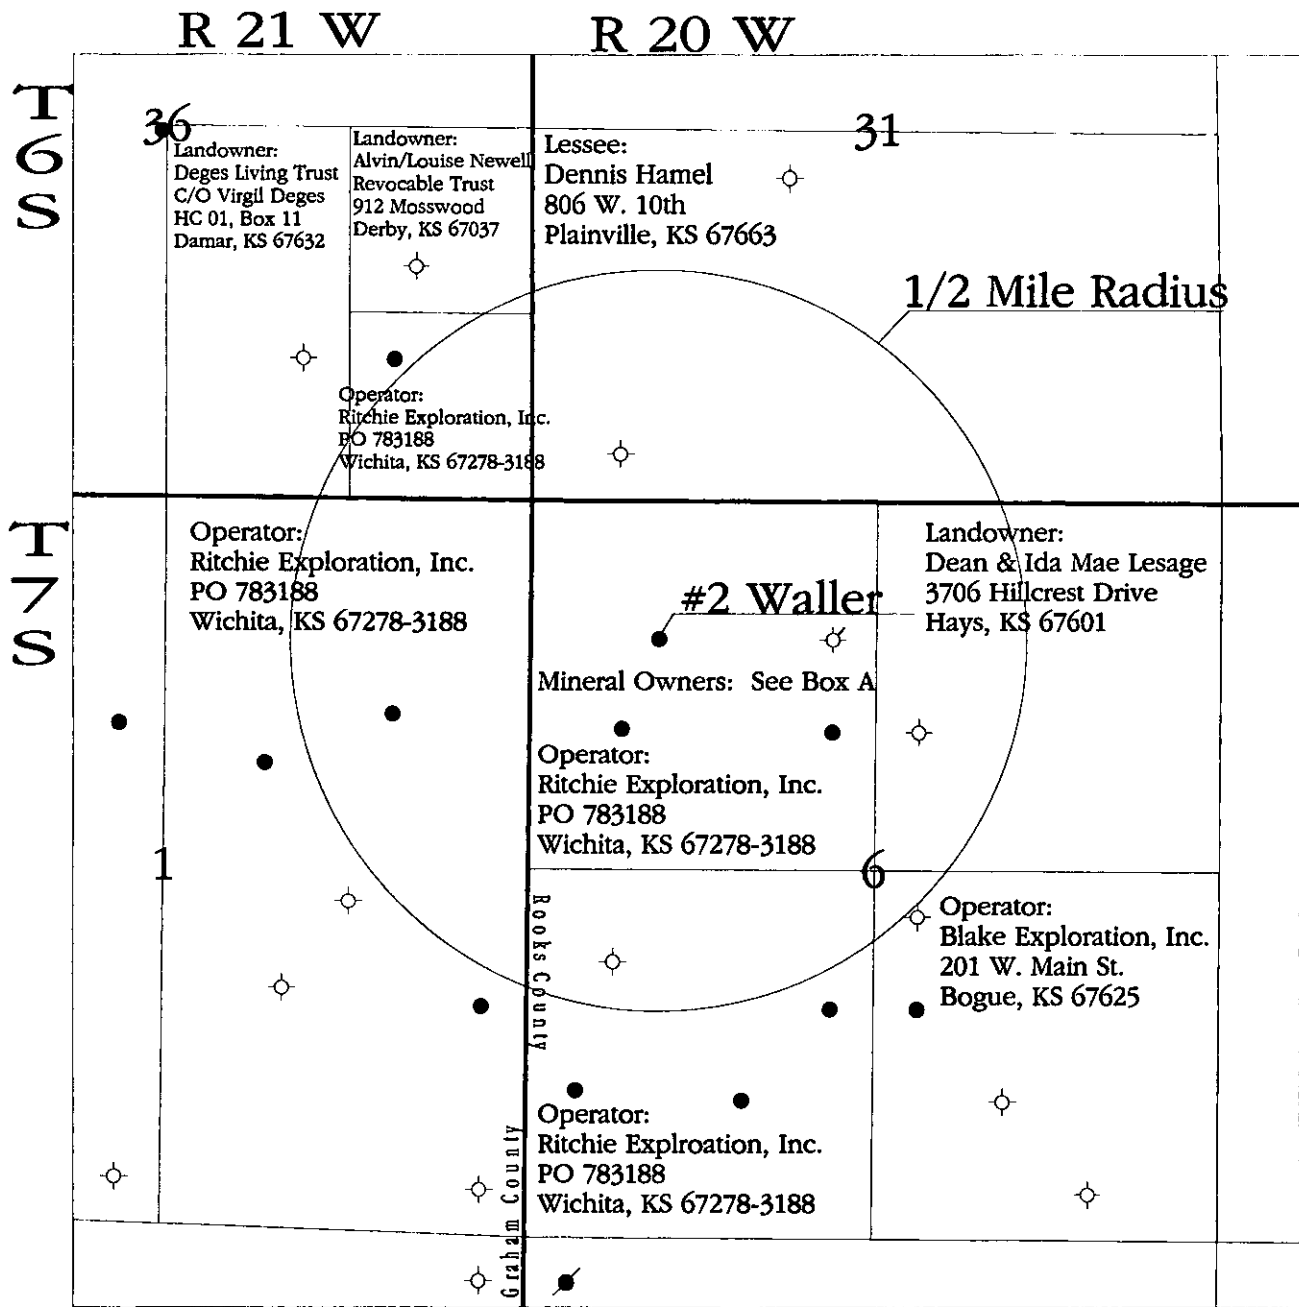 R 21 W
R 20 W
T
6
S
36
31
Landowner:
Deges Living Trust
C/O Virgil Deges
HC 01, Box 11
Damar, KS 67632
Landowner:
Alvin/Louise Newell
Revocable Trust
912 Mosswood
Derby, KS 67037
Lessee:
Dennis Hamel
806 W. 10th
Plainville, KS 67663
1/2 Mile Radius
Operator:
Ritchie Exploration, Inc.
PO 783188
Wichita, KS 67278-3188
T
7
S
Operator:
Ritchie Exploration, Inc.
PO 783188
Wichita, KS 67278-3188
Landowner:
Dean & Ida Mae Lesage
3706 Hillcrest Drive
Hays, KS 67601
#2 Waller
Mineral Owners: See Box A
Operator:
Ritchie Exploration, Inc.
PO 783188
Wichita, KS 67278-3188
1
6
Rooks County
Operator:
Blake Exploration, Inc.
201 W. Main St.
Bogue, KS 67625
Graham County
Operator:
Ritchie Explroation, Inc.
PO 783188
Wichita, KS 67278-3188